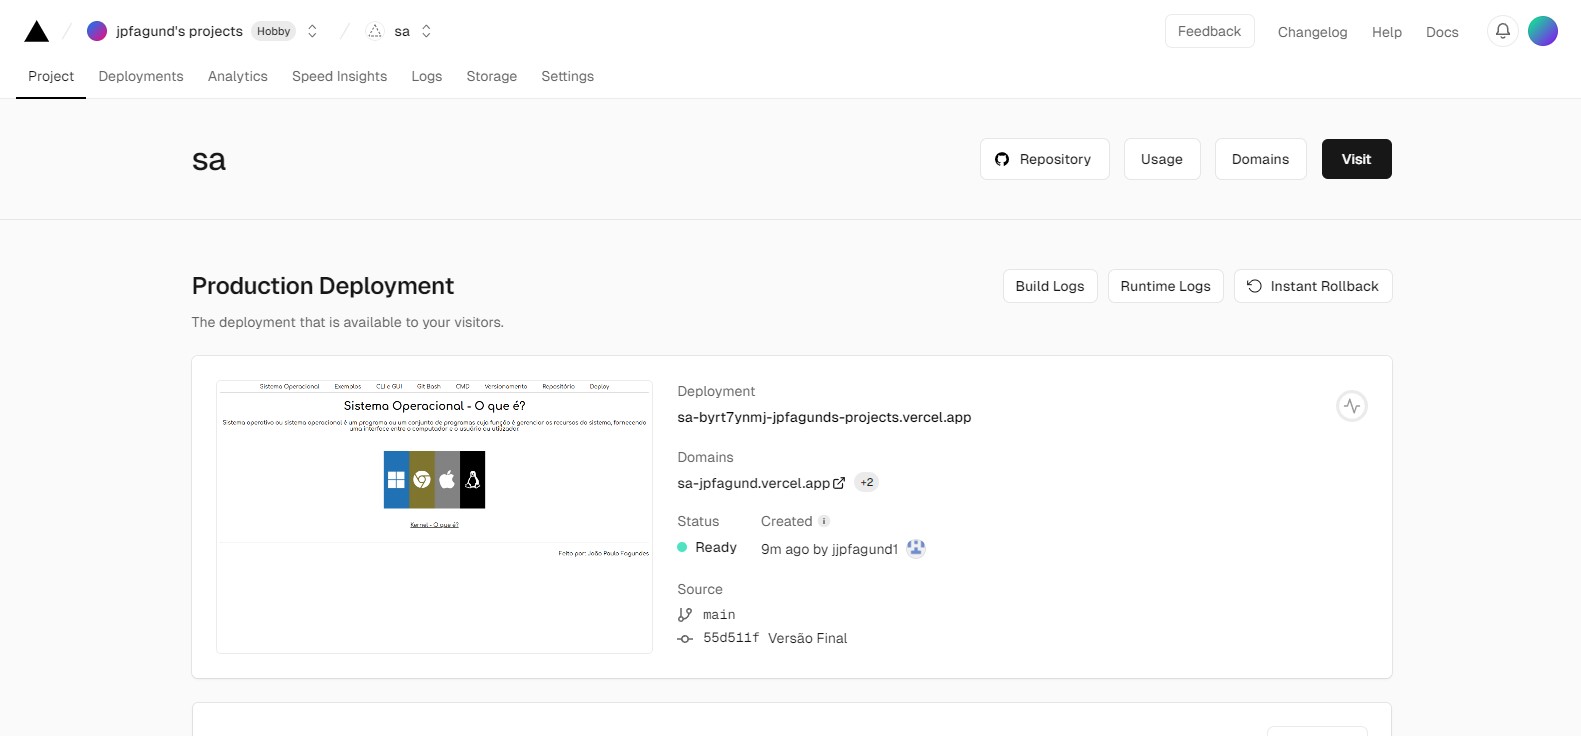 jpfagund's projects Hobby sa
Feedback Changelog Help Docs
Project Deployments Analytics Speed Insights Logs Storage Settings
sa
Repository Usage Domains Visit
Production Deployment
Build Logs Runtime Logs Instant Rollback
The deployment that is available to your visitors.
Sistema Operacional Exemplos CLI e GUI Git Bash CMD Versionamento Repositório Deploy
Sistema Operacional - O que é?
Sistema operativo ou sistema operacional é um programa ou um conjunto de programas cuja função é gerenciar os recursos do sistema, fornecendo
uma interface entre o computador e o usuário ou utilizador
Kernel - O que é?
Feito por: João Paulo Fagundes
Deployment
sa-byrt7ynmj-jpfagunds-projects.vercel.app
Domains
sa-jpfagund.vercel.app +2
Status Created
Ready 9m ago by jjpfagund1
Source
main
55d511f Versão Final